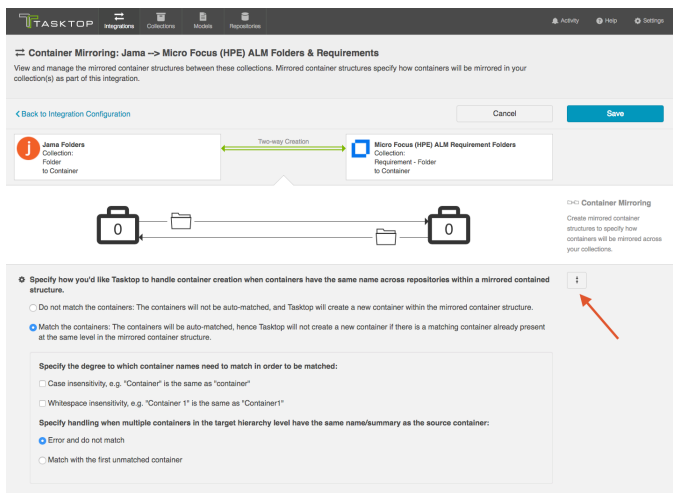 TASKTOP
Integrations
Collections
Models
Repositories
Activity
Help
Settings
Container Mirroring: Jama --> Micro Focus (HPE) ALM Folders & Requirements
View and manage the mirrored container structures between these collections. Mirrored container structures specify how containers will be mirrored in your
collection(s) as part of this integration.
Back to Integration Configuration
Cancel
Save
j
Jama Folders
Collection:
Folder
to Container
Two-way Creation
Micro Focus (HPE) ALM Requirement Folders
Collection:
Requirement - Folder
to Container
0
0
Container Mirroring
Create mirrored container
structures to specify how
containers will be mirrored across
your collections.
Specify how you'd like Tasktop to handle container creation when containers have the same name across repositories within a mirrored contained
structure.
Do not match the containers: The containers will not be auto-matched, and Tasktop will create a new container within the mirrored container structure.
Match the containers: The containers will be auto-matched, hence Tasktop will not create a new container if there is a matching container already present
at the same level in the mirrored container structure.
Specify the degree to which container names need to match in order to be matched:
Case insensitivity, e.g. "Container" is the same as "container"
Whitespace insensitivity, e.g. "Container 1" is the same as "Container1"
Specify handling when multiple containers in the target hierarchy level have the same name/summary as the source container:
Error and do not match
Match with the first unmatched container